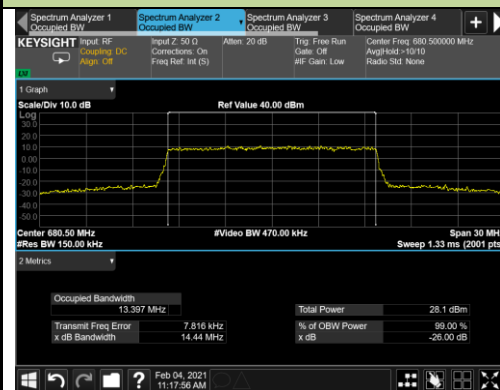 Spectrum Analyzer 1
Occupied BW
Spectrum Analyzer 2
Occupied BW
Spectrum Analyzer 3
Occupied BW
Spectrum Analyzer 4
Occupied BW
KEYSIGHT
Input: RF
Coupling: DC
Align: Off
Input Z: 50 Ω
Corrections: On
Freq Ref: Int (S)
Atten: 20 dB
Trig: Free Run
Gate: Off
#IF Gain: Low
Center Freq: 680.500000 MHz
Avg|Hold:>10/10
Radio Std: None
1 Graph
Scale/Div 10.0 dB
Ref Value 40.00 dBm
Log
30.0
20.0
10.0
0.00
-10.0
-20.0
-30.0
-40.0
-50.0
Center 680.50 MHz
#Video BW 470.00 kHz
Span 30 MH
#Res BW 150.00 kHz
Sweep 1.33 ms (2001 pts
2 Metrics
Occupied Bandwidth
13.397 MHz
Total Power 28.1 dBm
Transmit Freq Error 7.816 kHz
% of OBW Power 99.00 %
x dB Bandwidth 14.44 MHz
x dB -26.00 dB
?
Feb 04, 2021
11:17:56 AM